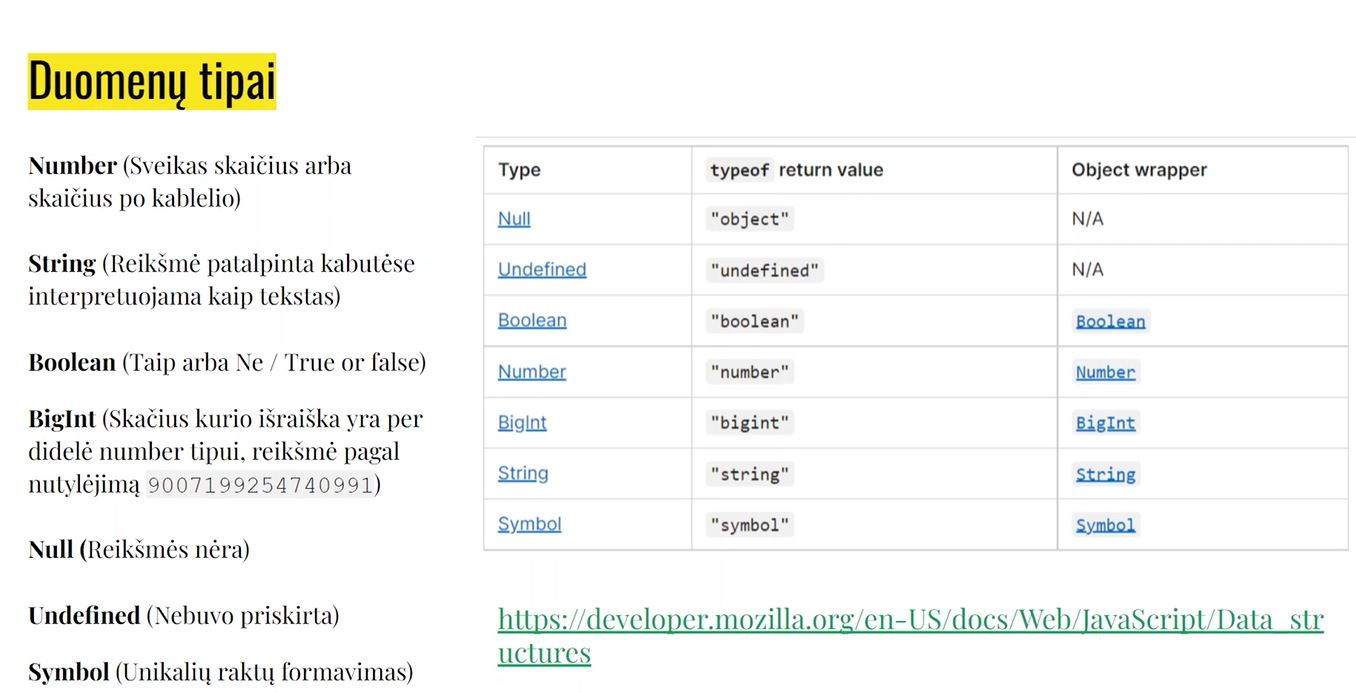 Duomenų tipai
Number (Sveikas skaičius arba
skaičius po kablelio)
String (Reikšmė patalpinta kabutėse
interpretuojama kaip tekstas)
Boolean (Taip arba Ne / True or false)
BigInt (Skačius kurio išraiška yra per
didelė number tipui, reikšmė pagal
nutylėjimą 9007199254740991)
Null (Reikšmės nėra)
Undefined (Nebuvo priskirta)
Symbol (Unikalių raktų formavimas)
Type typeof return value Object wrapper
Null "object" N/A
Undefined "undefined" N/A
Boolean "boolean" Boolean
Number "number" Number
BigInt "bigint" BigInt
String "string" String
Symbol "symbol" Symbol
https://developer.mozilla.org/en-US/docs/Web/JavaScript/Data_str
uctures